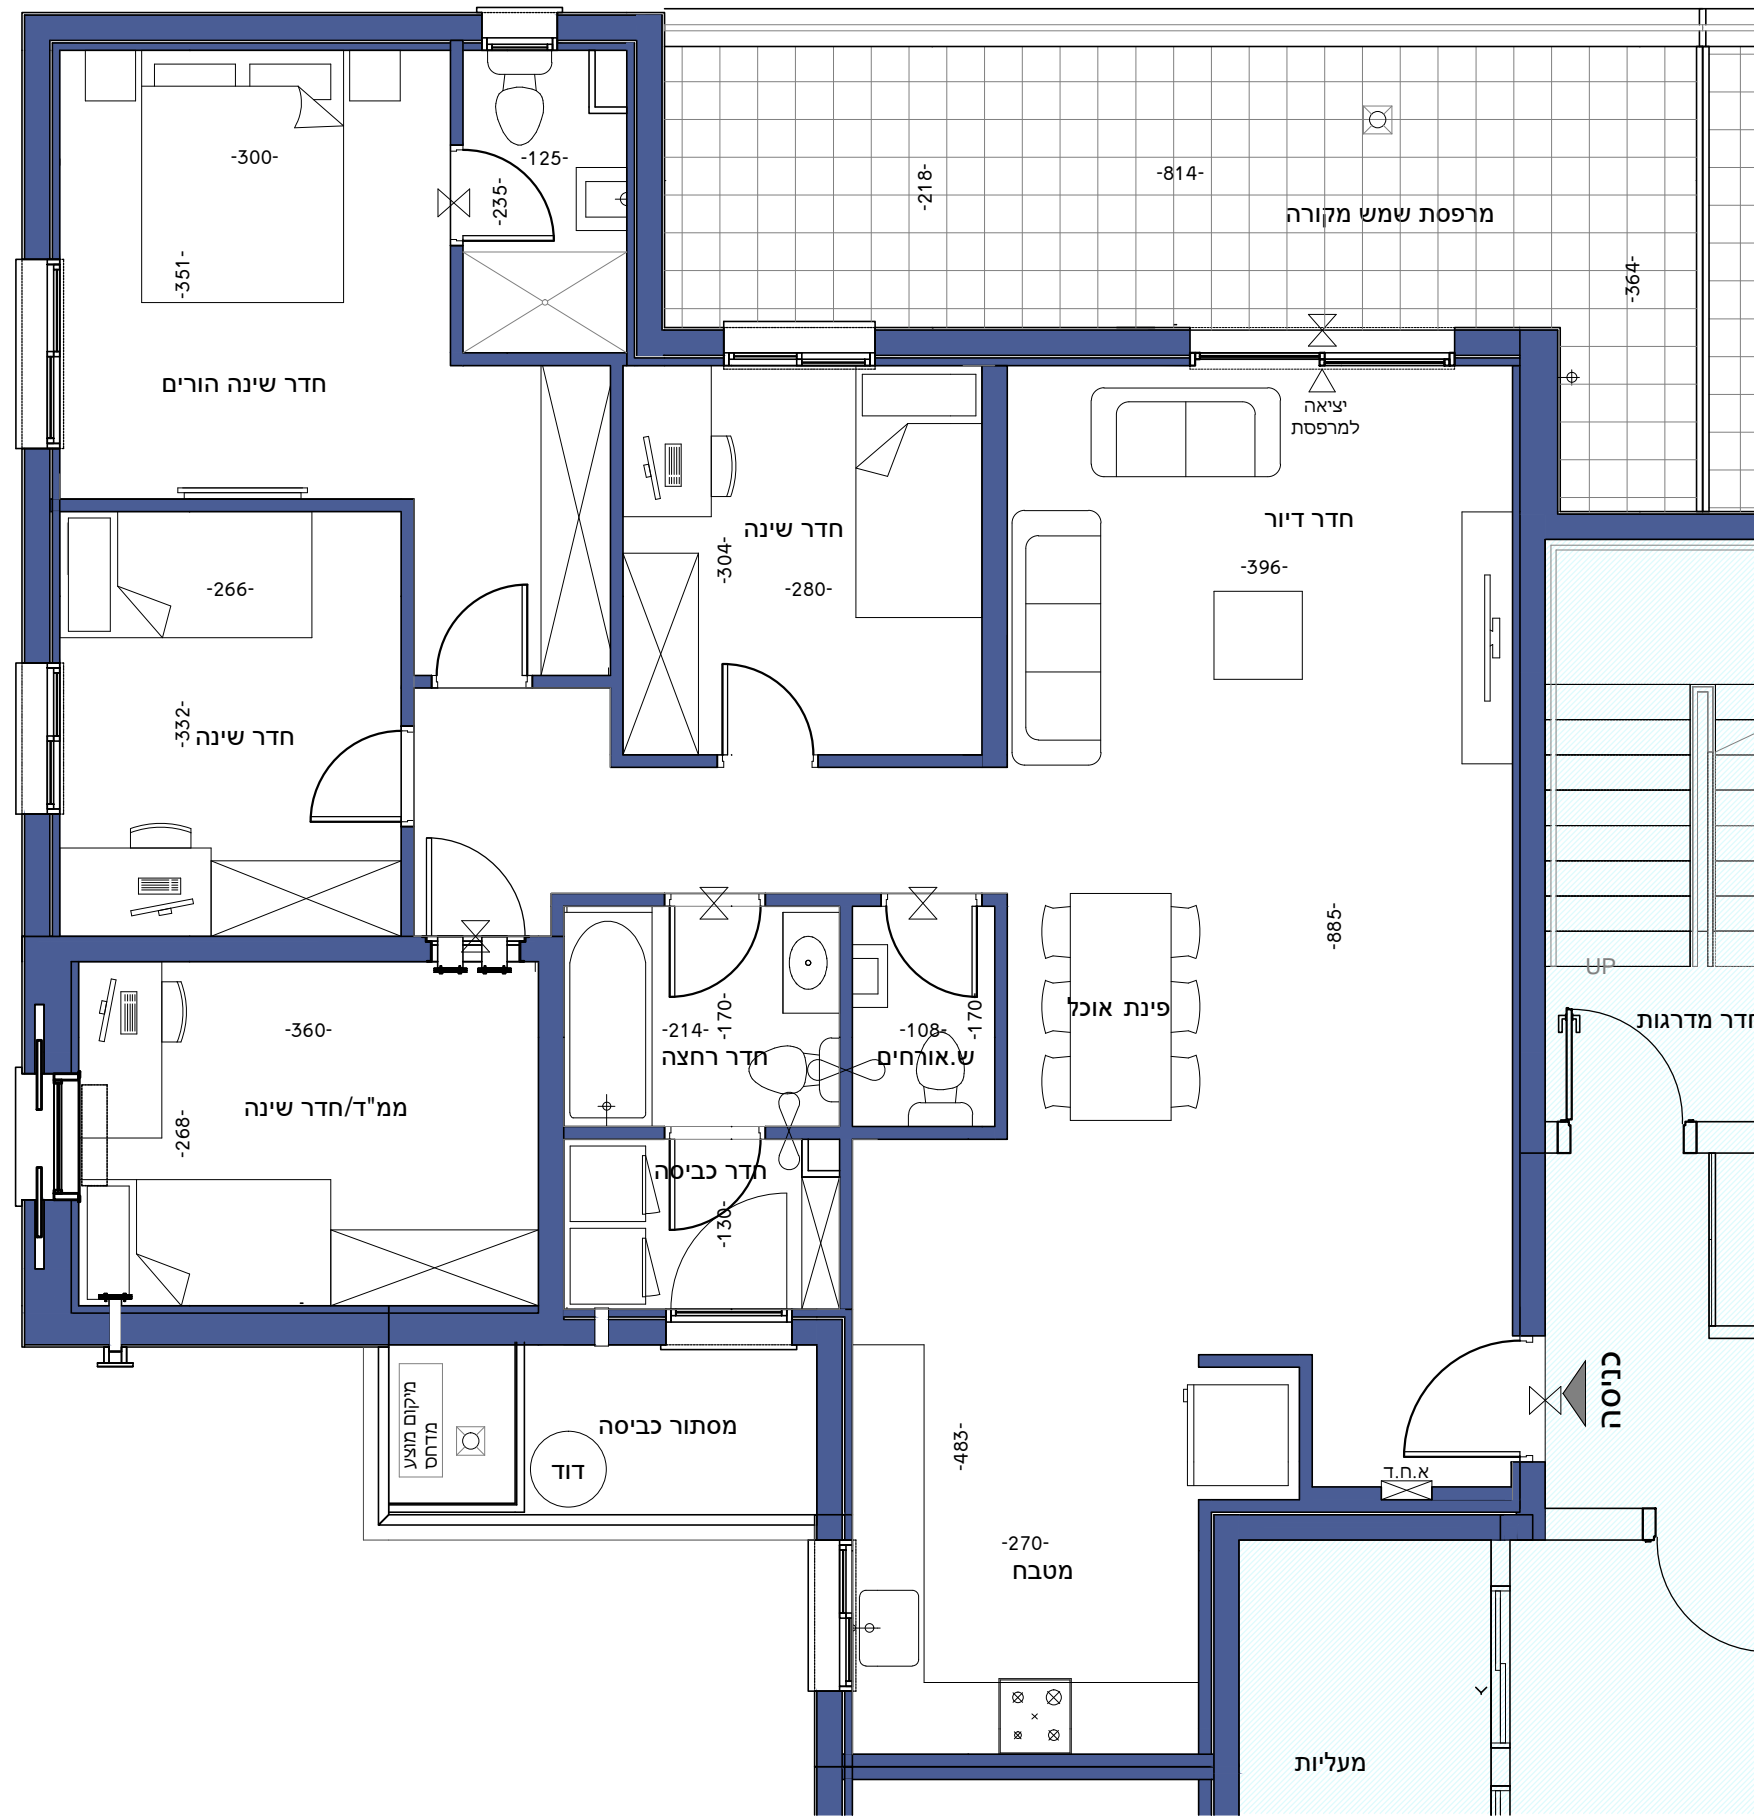 -300-
-125-
-235-
-351-
חדר שינה הורים
-218-
-814-
מרפסת שמש מקורה
-364-
יציאה
למרפסת
חדר שינה
-304-
-280-
חדר דיור
-396-
-266-
-332-
חדר שינה
-885-
UP
חדר מדרגות
פינת אוכל
-360-
-268-
ממ"ד/חדר שינה
-214-
-170-
חדר רחצה
-108-
-170-
ש.אורחים
חדר כביסה
-130-
כניסה
א.ח.ד
מיקום מוצע
מדחס
מסתור כביסה
דוד
-483-
-270-
מטבח
מעליות